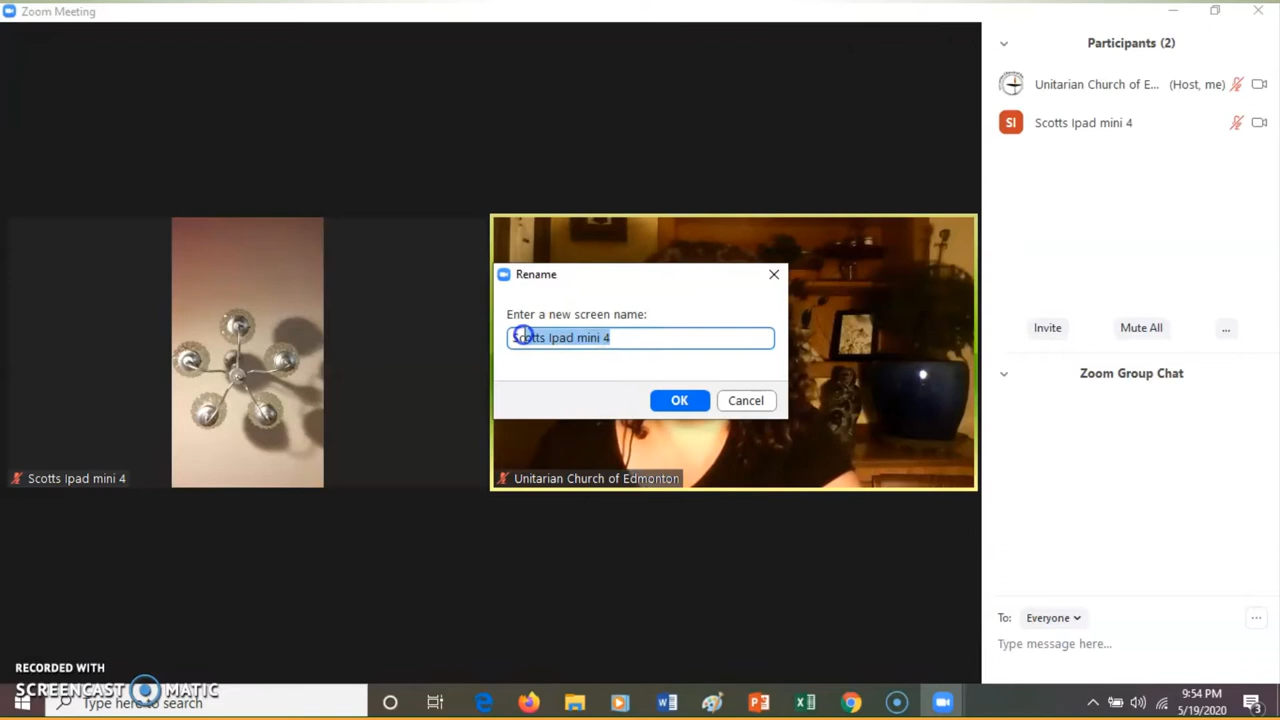 Zoom Meeting
Participants (2)
Unitarian Church of E... (Host, me)
SI Scotts Ipad mini 4
Rename
Enter a new screen name:
Scotts Ipad mini 4
OK Cancel
Invite Mute All ...
Zoom Group Chat
Scotts Ipad mini 4
Unitarian Church of Edmonton
To: Everyone
Type message here...
RECORDED WITH
SCREENCAST MATIC
Type here to search
9:54 PM
5/19/2020
3